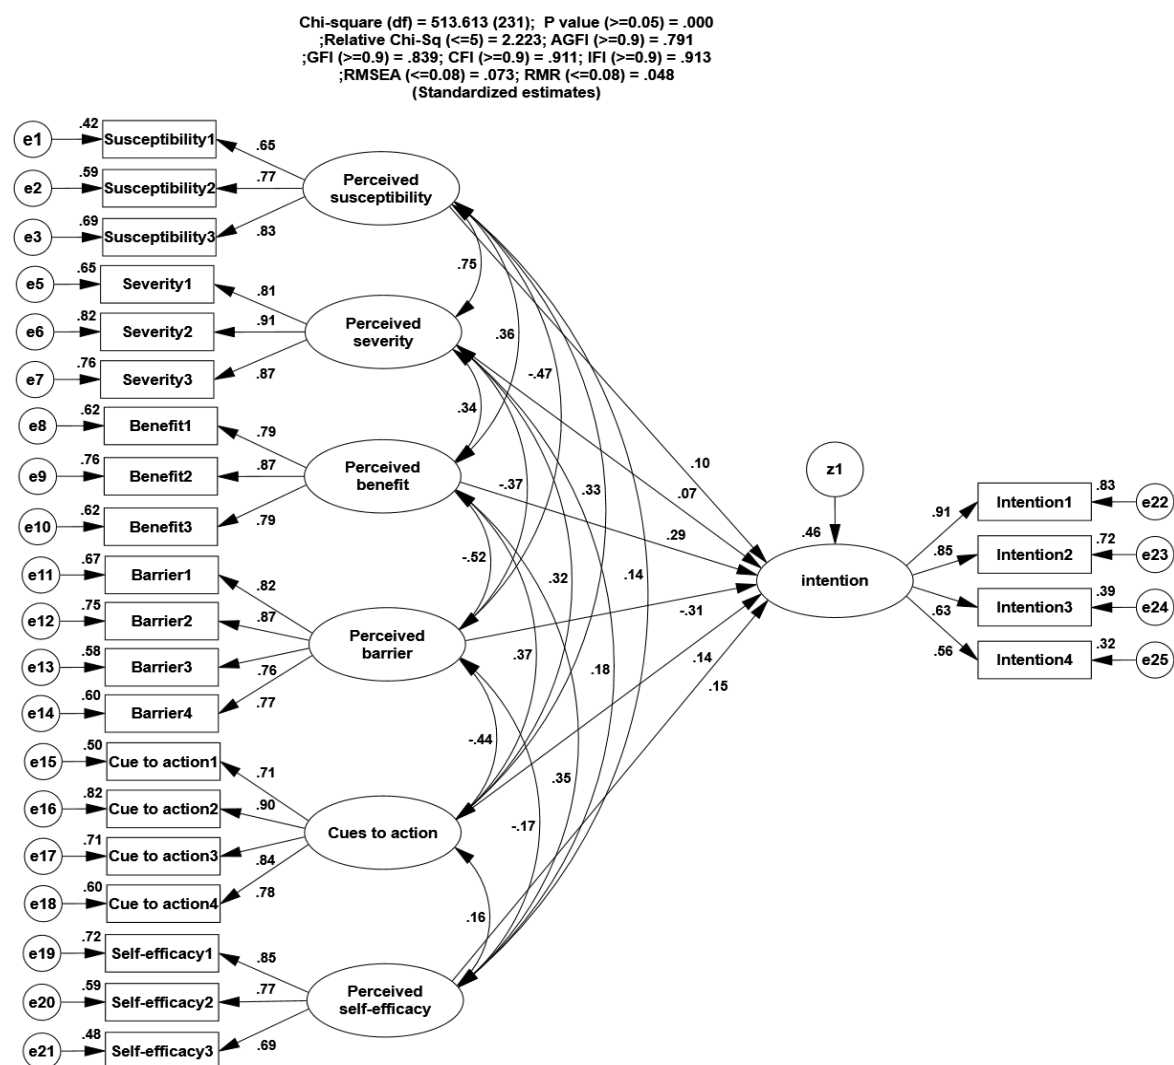 Chi-square (df) = 513.613 (231);  P value (>=0.05) = .000
;Relative Chi-Sq (<=5) = 2.223; AGFI (>=0.9) = .791
;GFI (>=0.9) = .839; CFI (>=0.9) = .911; IFI (>=0.9) = .913
;RMSEA (<=0.08) = .073; RMR (<=0.08) = .048
(Standardized estimates)
e1
.42
Susceptibility1
.65
e2
.59
Susceptibility2
.77
e3
.69
Susceptibility3
.83
Perceived
susceptibility
e5
.65
Severity1
.81
e6
.82
Severity2
.91
e7
.76
Severity3
.87
Perceived
severity
e8
.62
Benefit1
.79
e9
.76
Benefit2
.87
e10
.62
Benefit3
.79
Perceived
benefit
e11
.67
Barrier1
.82
e12
.75
Barrier2
.87
e13
.58
Barrier3
.76
e14
.60
Barrier4
.77
Perceived
barrier
e15
.50
Cue to action1
.71
e16
.82
Cue to action2
.90
e17
.71
Cue to action3
.84
e18
.60
Cue to action4
.78
Cues to action
e19
.72
Self-efficacy1
.85
e20
.59
Self-efficacy2
.77
e21
.48
Self-efficacy3
.69
Perceived
self-efficacy
.75
.36
-.47
.34
-.37
.33
-.52
.32
.14
.37
.18
-.44
.35
-.17
.16
.10
.07
.29
-.31
.14
.15
z1
.46
intention
.91
Intention1
.83
e22
.85
Intention2
.72
e23
.63
Intention3
.39
e24
.56
Intention4
.32
e25